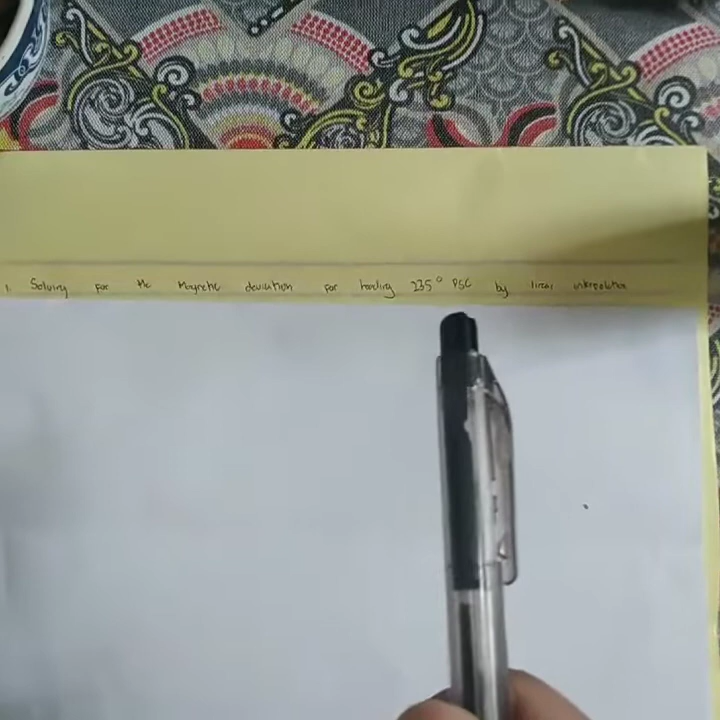 1. Solving for the Magnetic deviation for heading 235° PSC by linear interpolation